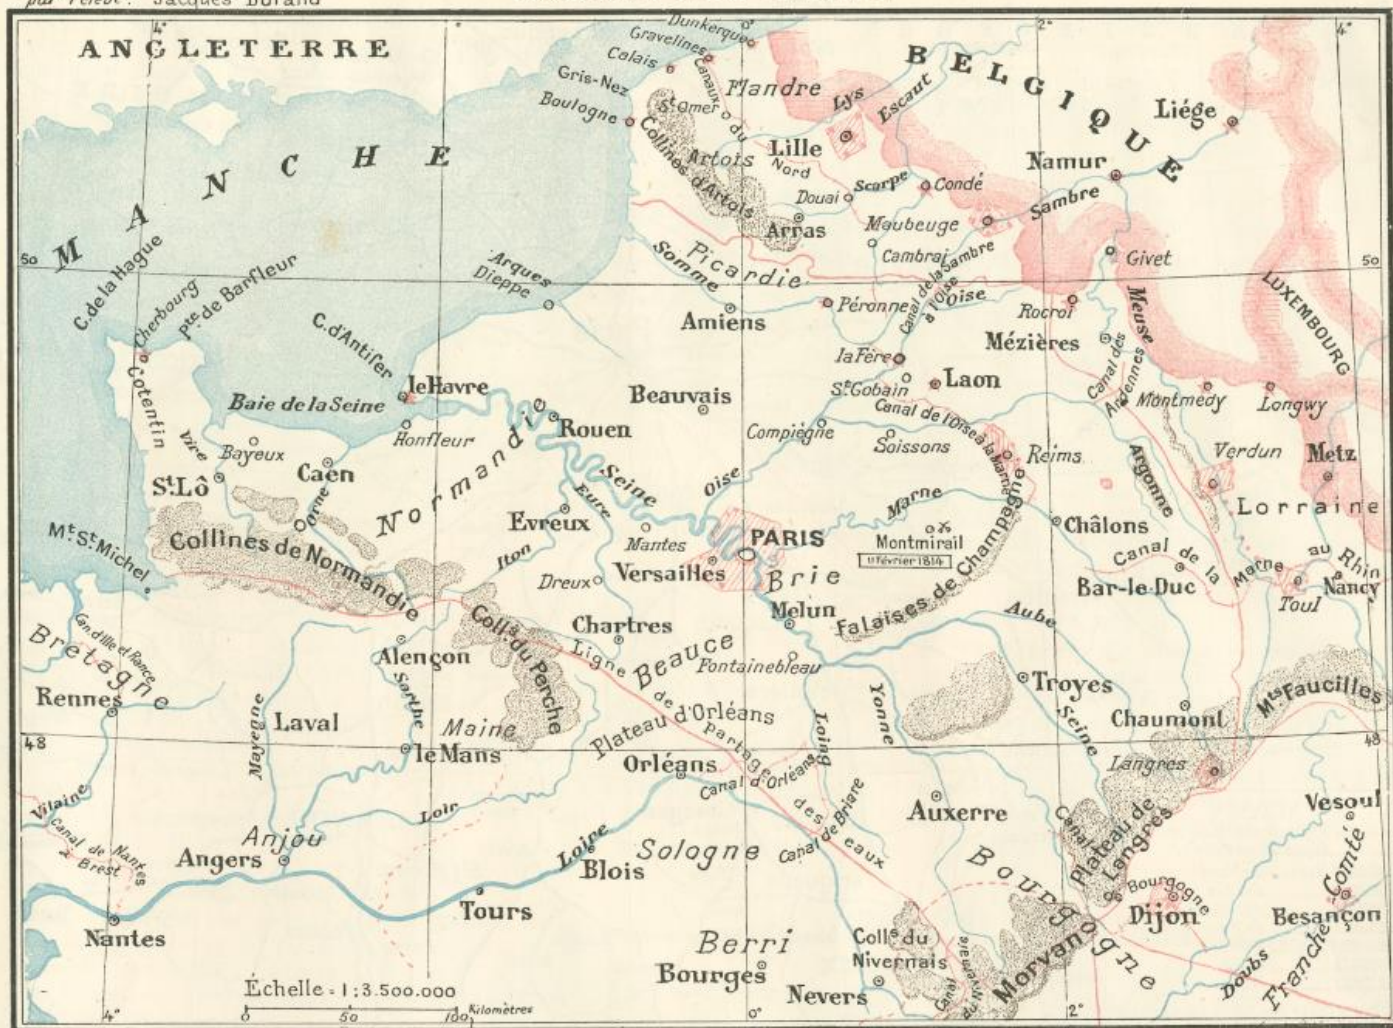 par l'élève: Jacques Durand
4°
2°
4°
ANGLETERRE
Dunkerque
Gravelines
Calais
Gris-Nez
Boulogne
Canaux
St Omer
du
Nord
Flandre
BELGIQUE
Lys
Escaut
Liége
Lille
Namur
MANCHE
Artois
Collines d'Artois
Douai
Scarpe
Condé
Sambre
Arras
Maubeuge
Cambrai
Givet
50
50
C. de la Hague
Cherbourg
Pte de Barfleur
Arques
Dieppe
Somme
Picardie
Canal de la Sambre
à l'Oise
Oise
Péronne
Rocroi
Meuse
LUXEMBOURG
Amiens
Mézières
C. d'Antifer
la Fère
Canal des
Ardennes
le Havre
Beauvais
St Gobain
Laon
Montmédy
Longwy
Cotentin
Baie de la Seine
Honfleur
Rouen
Compiègne
Soissons
Canal de l'Oise à la Marne
Reims
Verdun
Metz
Vire
Bayeux
Caen
St. Lô
Orne
Normandie
Seine
Oise
Marne
Argonne
Lorraine
Evreux
Eure
Mantes
PARIS
Montmirail
11 Février 1814
Châlons
Mt St Michel
Collines de Normandie
Iton
Dreux
Versailles
Brie
Falaises de Champagne
Canal de la
Marne
au Rhin
Bar-le-Duc
Toul
Nancy
Melun
Aube
Can. d'Ille et Rance
Bretagne
Alençon
Colls. du Perche
Chartres
Ligne
de
partage
des
eaux
Beauce
Fontainebleau
Troyes
Mts Faucilles
Rennes
Laval
Mayenne
Sarthe
Maine
Plateau d'Orléans
Loing
Yonne
Seine
Chaumont
48
48
le Mans
Orléans
Canal d'Orléans
Langres
Vilaine
Loir
Canal de Briare
Auxerre
Canal
Plateau de
Langres
Vesoul
Canal de Nantes
à Brest
Anjou
Angers
Loire
Blois
Sologne
Bourgogne
Bourgogne
Dijon
Comté
Besançon
Tours
Nantes
Berri
Bourges
Colls. du
Nivernais
Nevers
Canal
du Nivernais
Morvan
Doubs
Franche
Échelle = 1:3.500.000
0
50
100
Kilomètres
4°
0°
2°